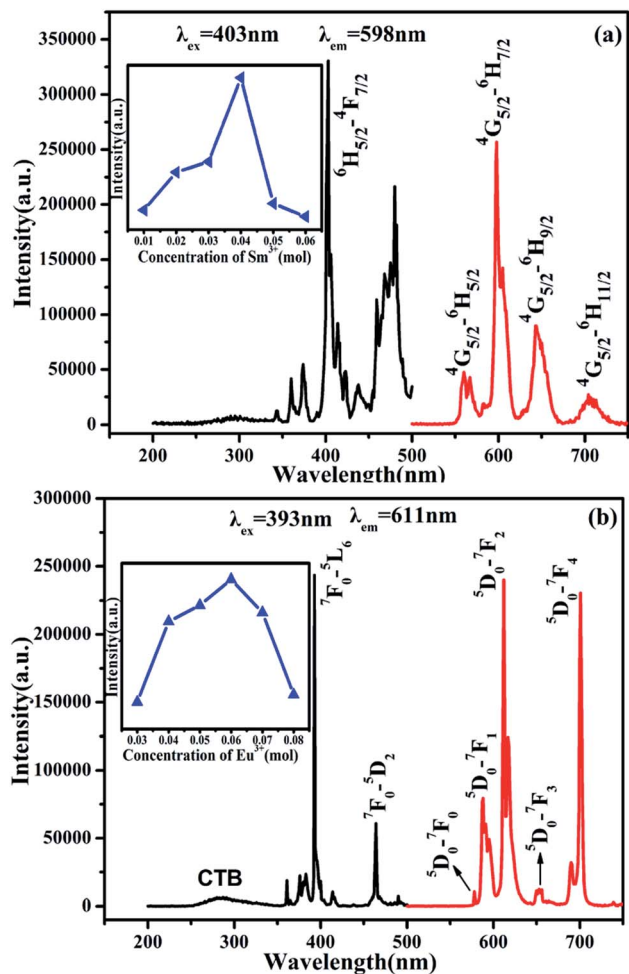 λex=403nm λem=598nm (a)
350000
300000
250000
200000
150000
100000
50000
0
Intensity(a.u.)
Intensity(a.u.)
0.01 0.02 0.03 0.04 0.05 0.06
Concentration of Sm3+(mol)
6H5/2-4F7/2
4G5/2-6H5/2
4G5/2-6H7/2
4G5/2-6H9/2
4G5/2-6H11/2
200 300 400 500 600 700
Wavelength(nm)
λex=393nm λem=611nm (b)
300000
250000
200000
150000
100000
50000
0
Intensity(a.u.)
Intensity(a.u.)
0.03 0.04 0.05 0.06 0.07 0.08
Concentration of Eu3+(mol)
CTB
7F0-5L6
7F0-5D2
5D0-7F0
5D0-7F1
5D0-7F2
5D0-7F3
5D0-7F4
200 300 400 500 600 700
Wavelength(nm)